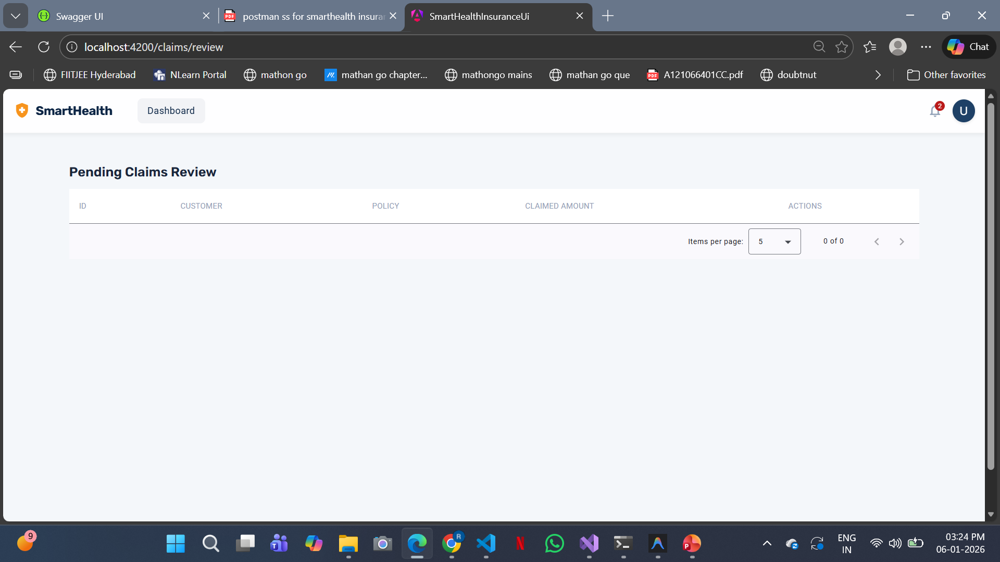 Swagger UI
postman ss for smarthealth insura
SmartHealthInsuranceUi
localhost:4200/claims/review
Chat
FIITJEE Hyderabad
NLearn Portal
mathon go
mathan go chapter...
mathongo mains
mathan go que
A121066401CC.pdf
doubtnut
Other favorites
SmartHealth
Dashboard
2
U
Pending Claims Review
ID
CUSTOMER
POLICY
CLAIMED AMOUNT
ACTIONS
Items per page:
5
0 of 0
9
ENG
IN
03:24 PM
06-01-2026